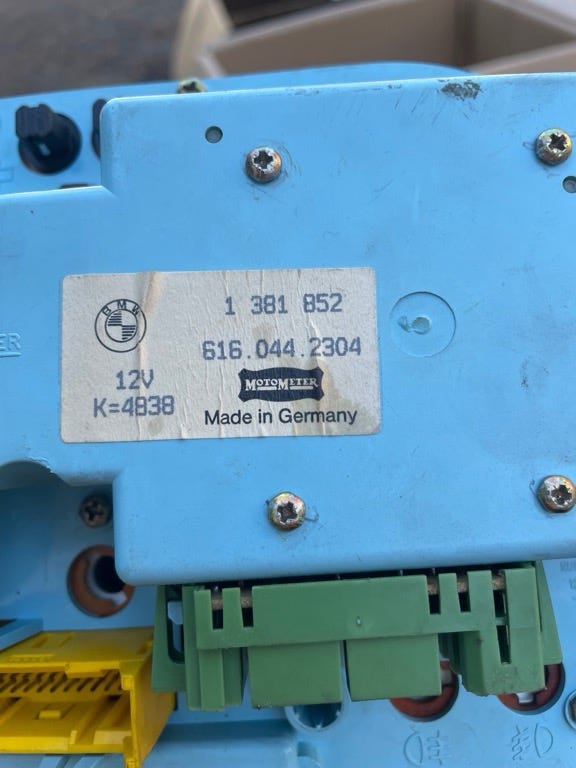 BMW
1 381 852
616.044.2304
12V
K=4838
MOTOMETER
Made in Germany